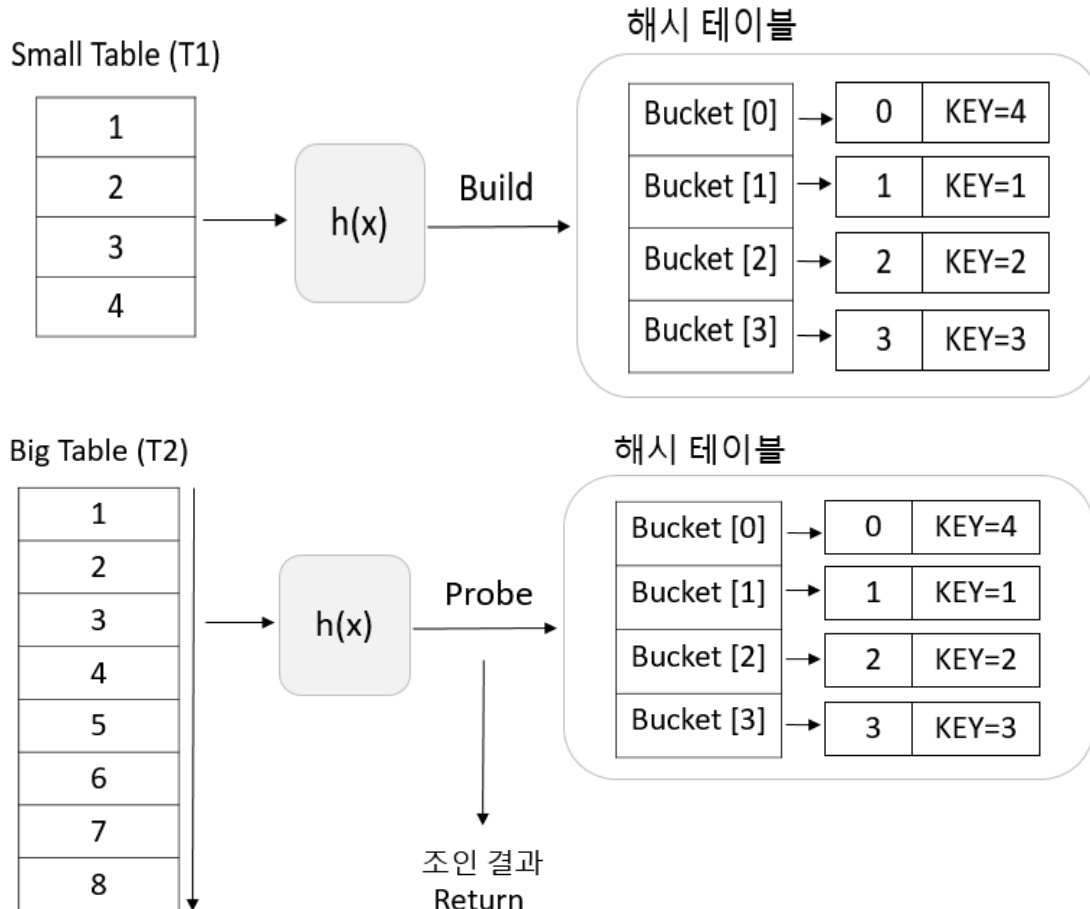 해시 테이블
Small Table (T1)
1
2
3
4
h(x)
Build
Bucket [0]
0
KEY=4
Bucket [1]
1
KEY=1
Bucket [2]
2
KEY=2
Bucket [3]
3
KEY=3
Big Table (T2)
1
2
3
4
5
6
7
8
h(x)
Probe
조인 결과
Return
해시 테이블
Bucket [0]
0
KEY=4
Bucket [1]
1
KEY=1
Bucket [2]
2
KEY=2
Bucket [3]
3
KEY=3